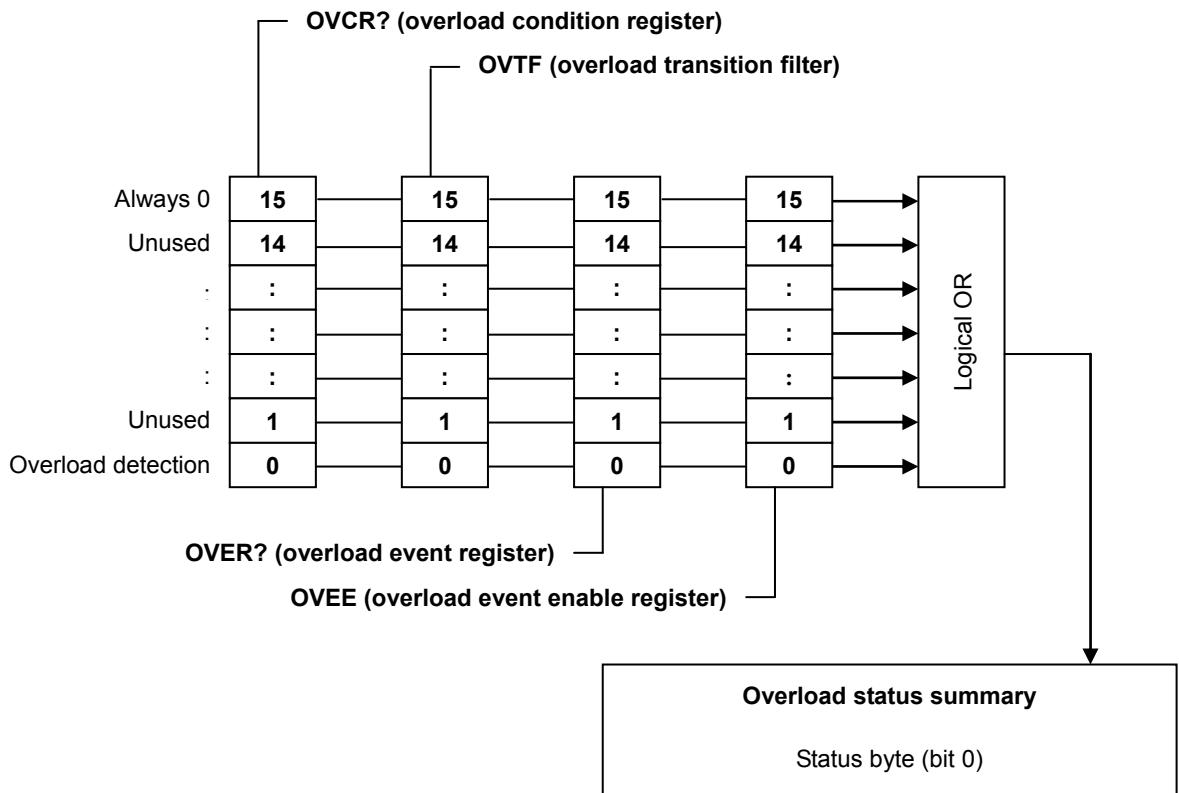 OVCR? (overload condition register)
OVTF (overload transition filter)
Always 0 15 15 15 15
Unused 14 14 14 14
: : : : :
: : : : :
: : : : :
Unused 1 1 1 1
Overload detection 0 0 0 0
Logical OR
OVER? (overload event register)
OVEE (overload event enable register)
Overload status summary
Status byte (bit 0)